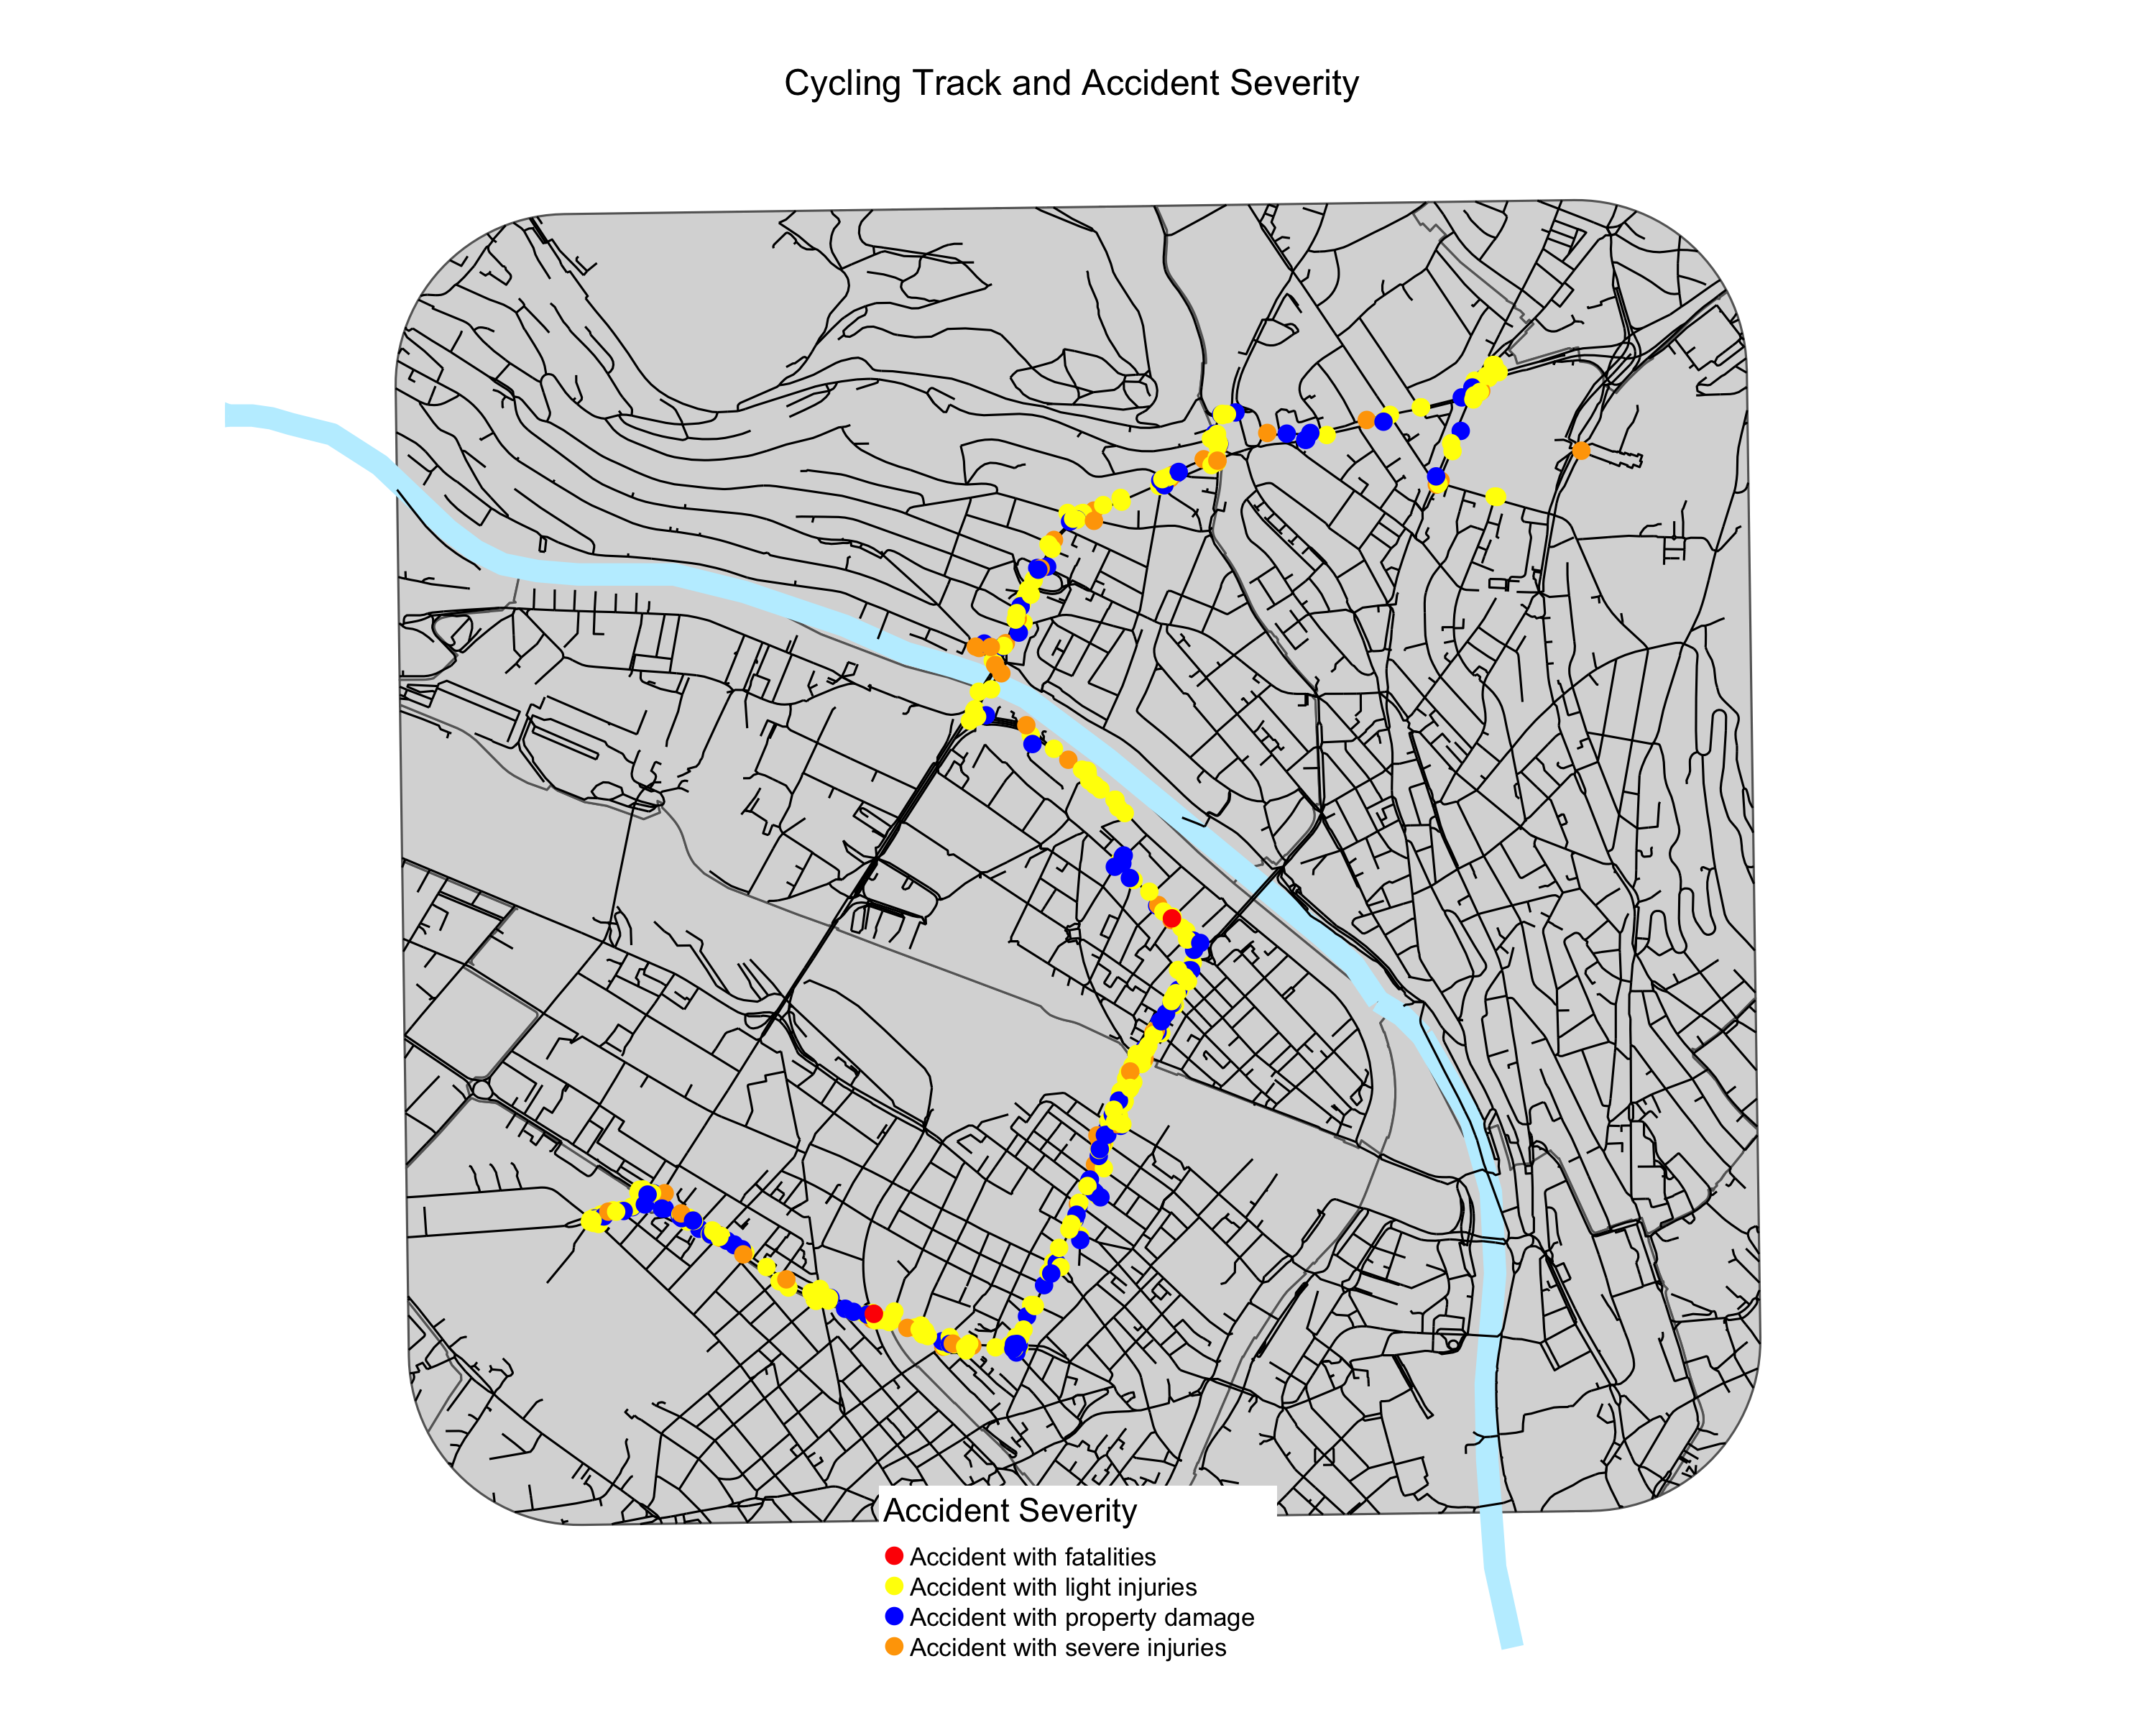 Cycling Track and Accident Severity
Accident Severity
Accident with fatalities
Accident with light injuries
Accident with property damage
Accident with severe injuries